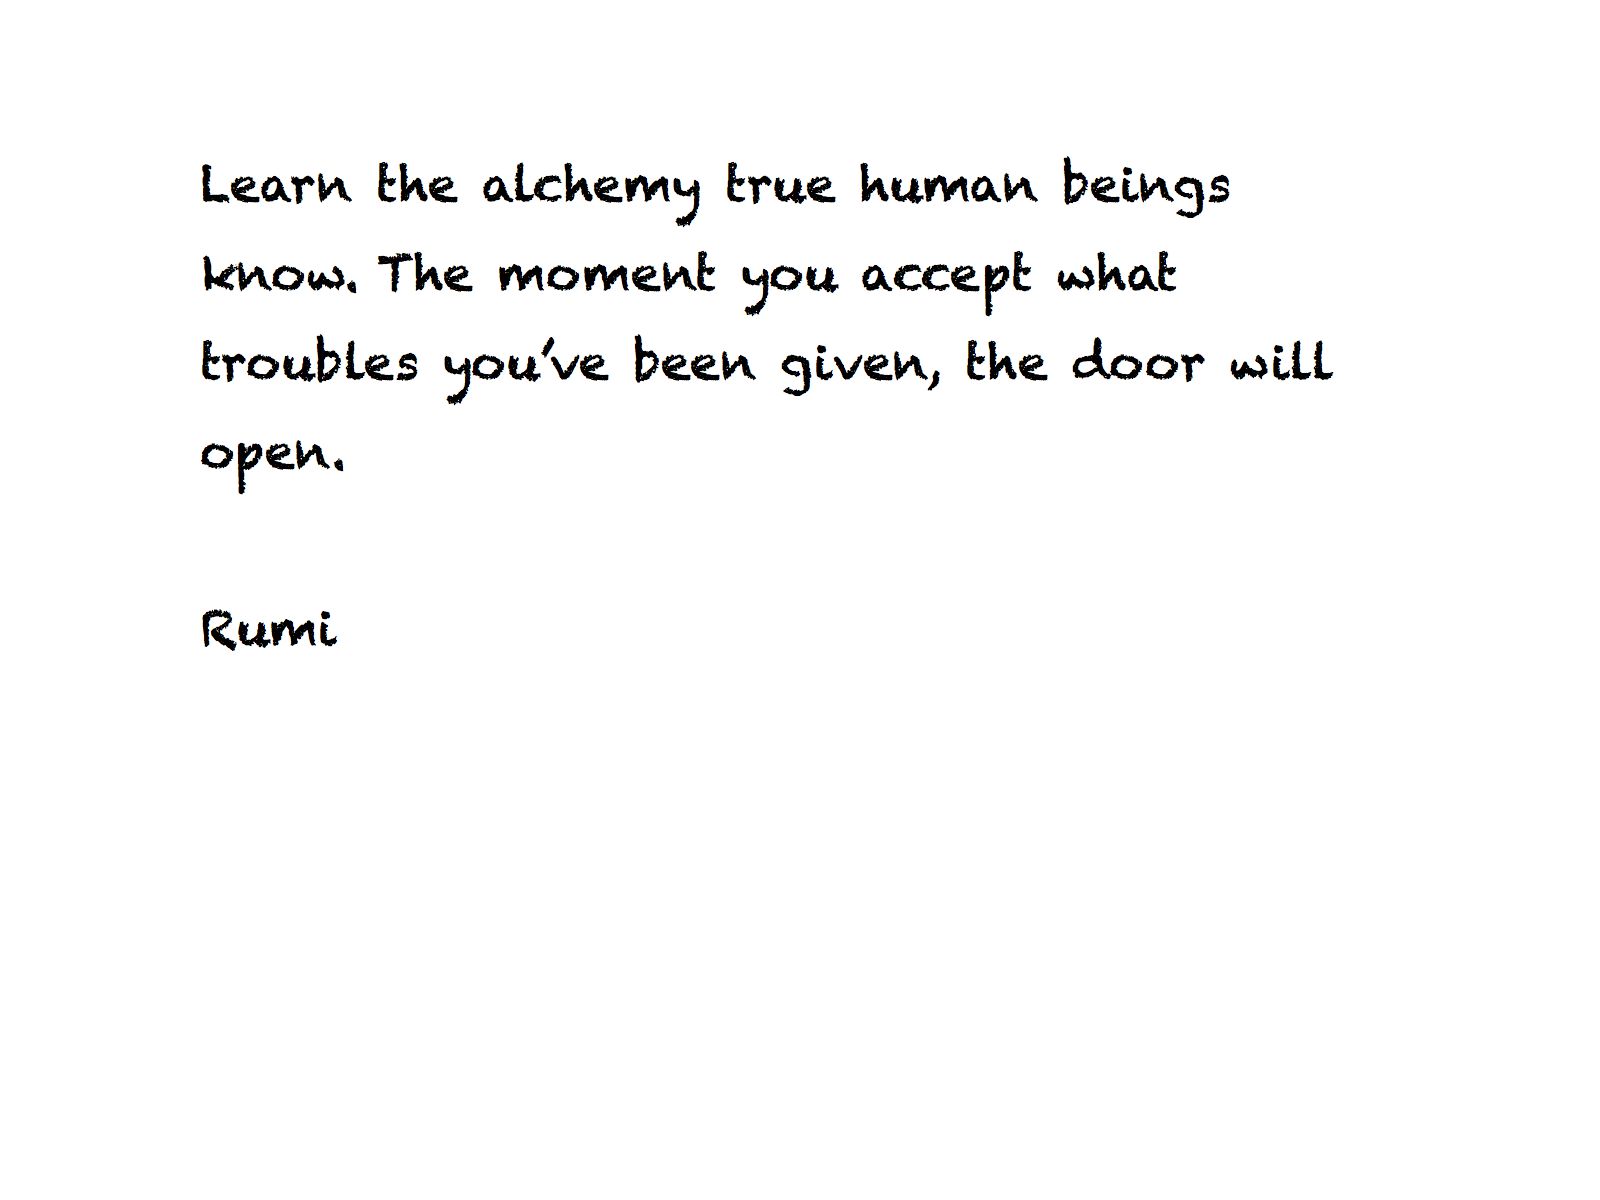 Learn the alchemy true human beings
know. The moment you accept what
troubles you've been given, the door will
open.
Rumi